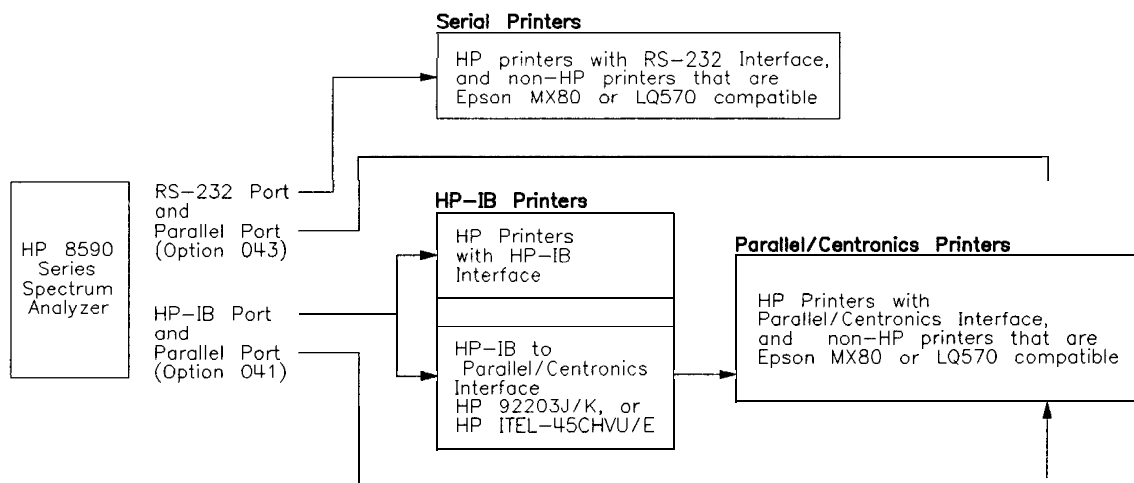 Serial Printers
HP printers with RS-232 Interface,
and non-HP printers that are
Epson MX80 or LQ570 compatible
HP 8590
Series
Spectrum
Analyzer
RS-232 Port
and
Parallel Port
(Option 043)
HP-IB Port
and
Parallel Port
(Option 041)
HP-IB Printers
HP Printers
with HP-IB
Interface
HP-IB to
Parallel/Centronics
Interface
HP 92203J/K, or
HP ITEL-45CHVU/E
Parallel/Centronics Printers
HP Printers with
Parallel/Centronics Interface,
and non-HP printers that are
Epson MX80 or LQ570 compatible